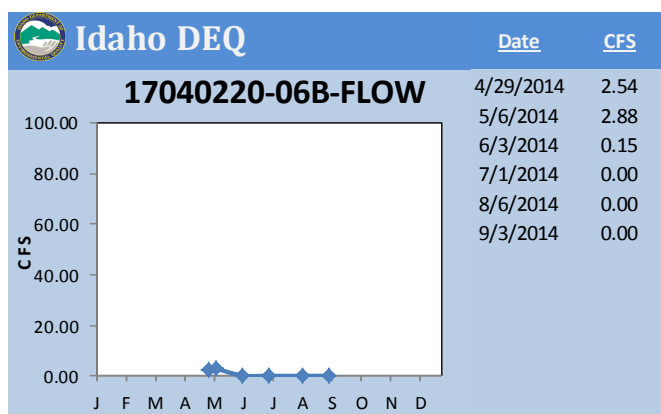 Idaho DEQ
Date CFS
17040220-06B-FLOW
4/29/2014 2.54
5/6/2014 2.88
6/3/2014 0.15
7/1/2014 0.00
8/6/2014 0.00
9/3/2014 0.00
CFS
100.00
80.00
60.00
40.00
20.00
0.00
J F M A M J J A S O N D